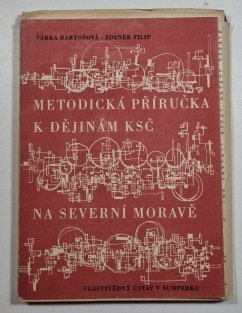 ŠÁRKA BARTOŠOVÁ - ZDENĚK FILIP
METODICKÁ PŘÍRUČKA
K DĚJINÁM KSČ
NA SEVERNÍ MORAVĚ
VLASTIVĚDNÝ ÚSTAV V ŠUMPERKU